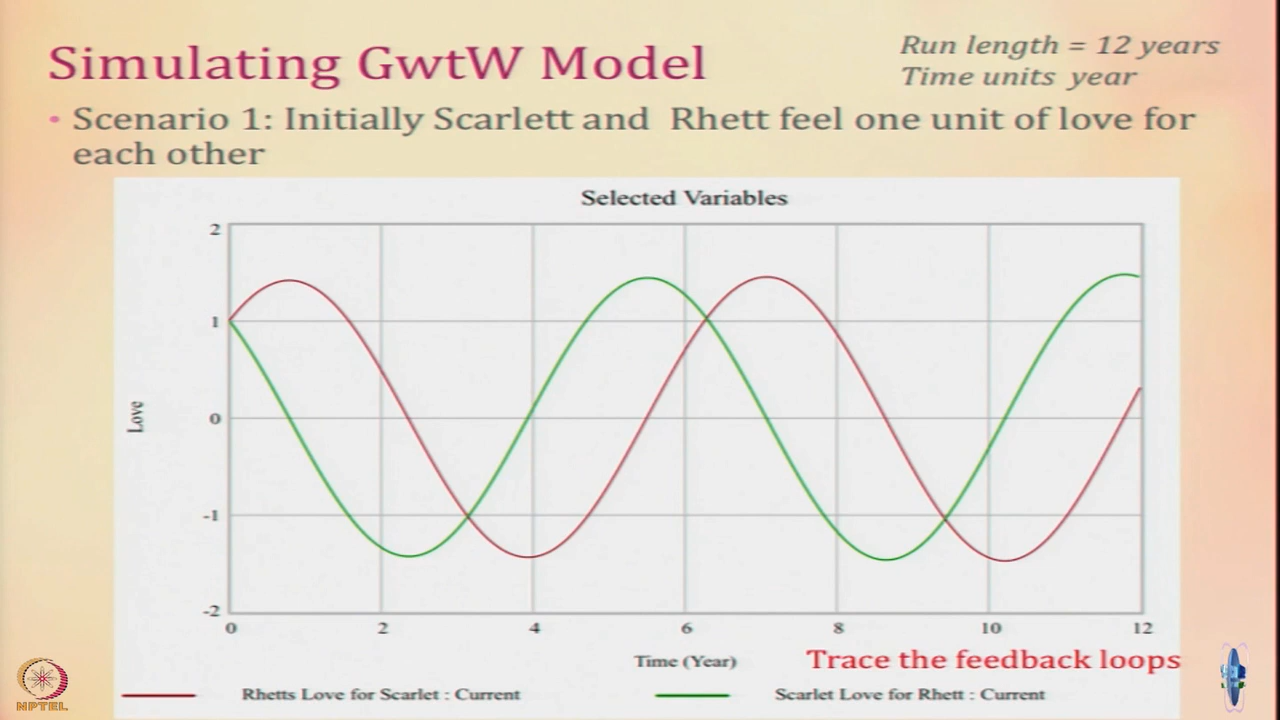 Simulating GwtW Model
Run length = 12 years
Time units year
• Scenario 1: Initially Scarlett and Rhett feel one unit of love for
each other
Selected Variables
2
1
0
-1
-2
Love
0 2 4 6 8 10 12
Time (Year)
Trace the feedback loops
Rhetts Love for Scarlet : Current
Scarlet Love for Rhett : Current
NPTEL